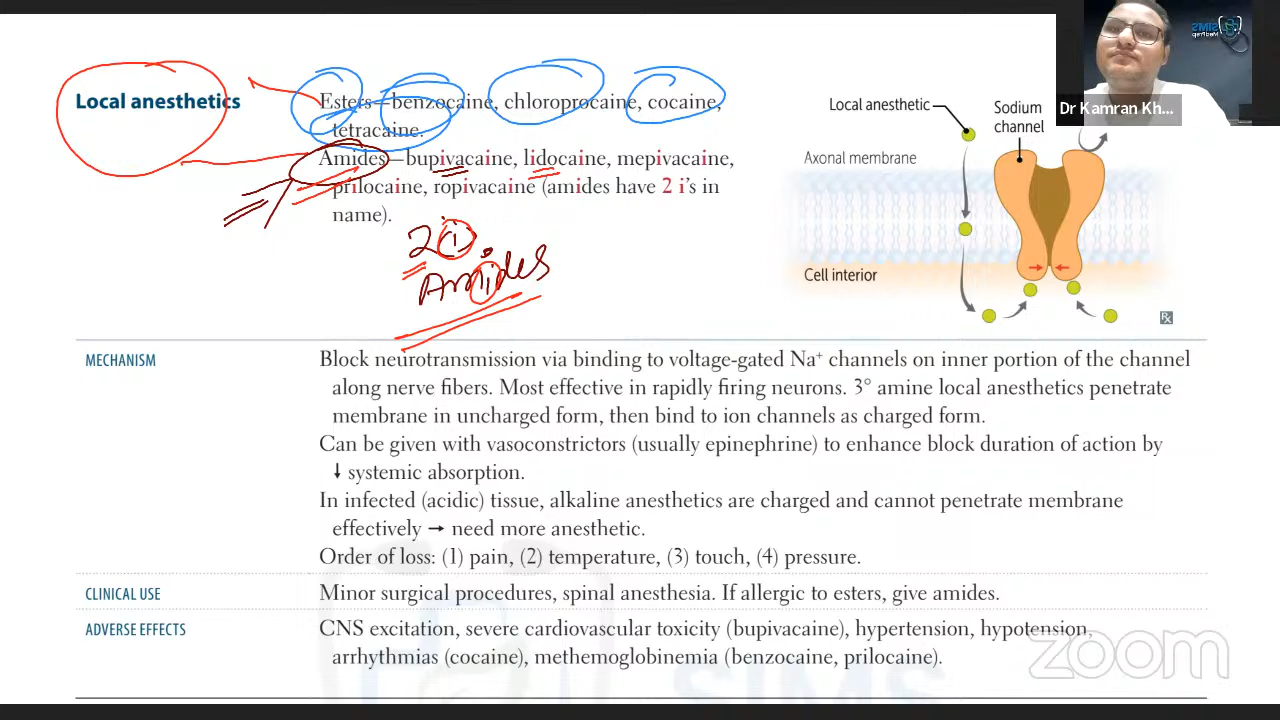 SIMS
MedPrep
Dr Kamran Kh...
Local anesthetics
Esters—benzocaine, chloroprocaine, cocaine,
tetracaine.
Amides—bupivacaine, lidocaine, mepivacaine,
prilocaine, ropivacaine (amides have 2 i's in
name).
2 i
Amides
Local anesthetic
Sodium
channel
Axonal membrane
Cell interior
Rx
MECHANISM
Block neurotransmission via binding to voltage-gated Na⁺ channels on inner portion of the channel
along nerve fibers. Most effective in rapidly firing neurons. 3° amine local anesthetics penetrate
membrane in uncharged form, then bind to ion channels as charged form.
Can be given with vasoconstrictors (usually epinephrine) to enhance block duration of action by
↓ systemic absorption.
In infected (acidic) tissue, alkaline anesthetics are charged and cannot penetrate membrane
effectively → need more anesthetic.
Order of loss: (1) pain, (2) temperature, (3) touch, (4) pressure.
CLINICAL USE
Minor surgical procedures, spinal anesthesia. If allergic to esters, give amides.
ADVERSE EFFECTS
CNS excitation, severe cardiovascular toxicity (bupivacaine), hypertension, hypotension,
arrhythmias (cocaine), methemoglobinemia (benzocaine, prilocaine).
zoom
SIMS